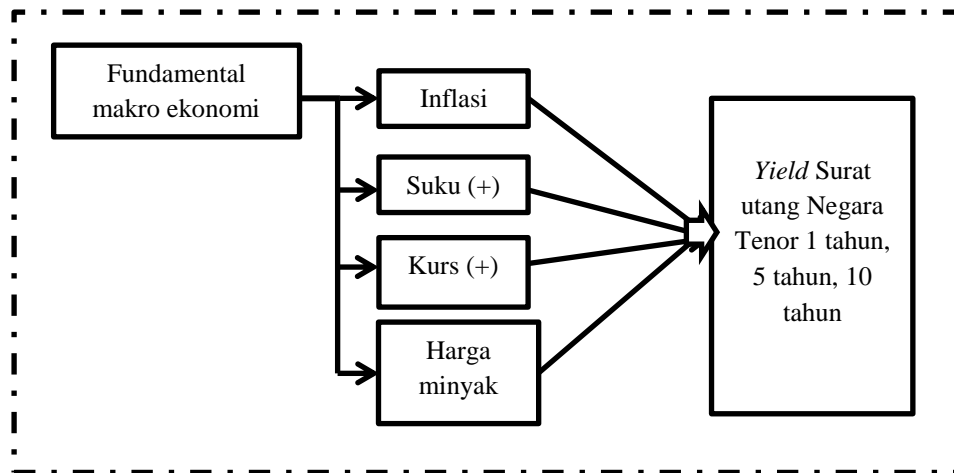 Fundamental
makro ekonomi
Inflasi
Suku (+)
Kurs (+)
Harga
minyak
Yield Surat
utang Negara
Tenor 1 tahun,
5 tahun, 10
tahun